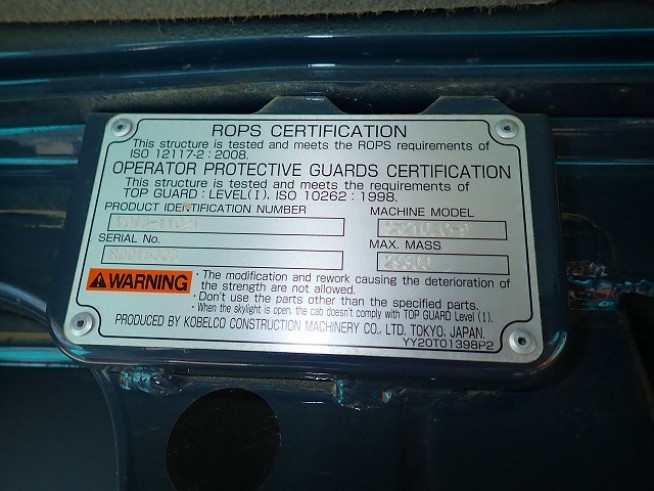 ROPS CERTIFICATION
This structure is tested and meets the ROPS requirements of
ISO 12117-2 : 2008.
OPERATOR PROTECTIVE GUARDS CERTIFICATION
This structure is tested and meets the requirements of
TOP GUARD : LEVEL(I). ISO 10262 : 1998.
PRODUCT IDENTIFICATION NUMBER
MACHINE MODEL
SERIAL No.
MAX. MASS
WARNING
· The modification and rework causing the deterioration of
the strength are not allowed.
· Don't use the parts other than the specified parts.
· When the skylight is open, the cab doesn't comply with TOP GUARD Level (I).
PRODUCED BY KOBELCO CONSTRUCTION MACHINERY CO., LTD. TOKYO, JAPAN.
YY20T01398P2